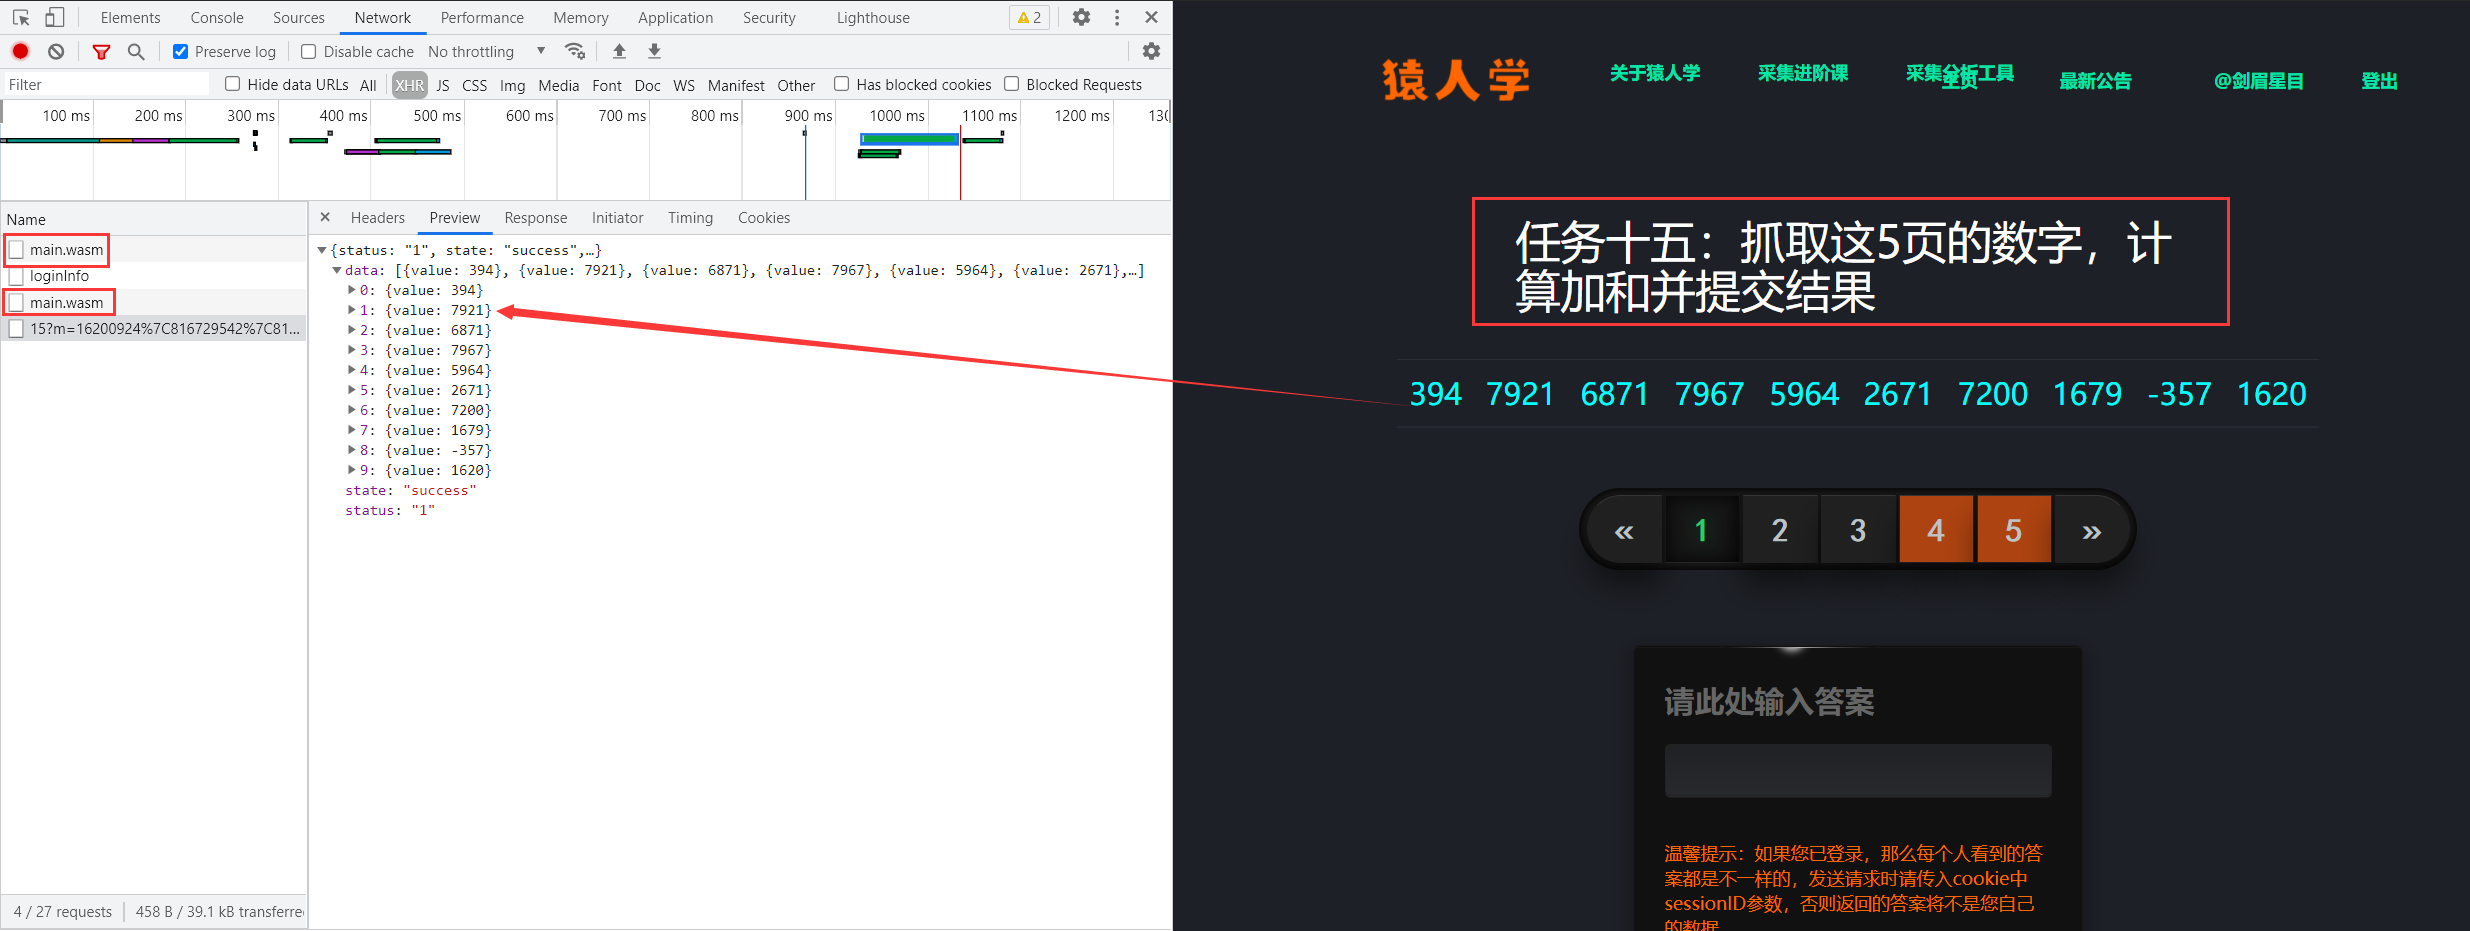 Elements Console Sources Network Performance Memory Application Security Lighthouse 2
Preserve log Disable cache No throttling
Filter Hide data URLs All XHR JS CSS Img Media Font Doc WS Manifest Other Has blocked cookies Blocked Requests
100 ms 200 ms 300 ms 400 ms 500 ms 600 ms 700 ms 800 ms 900 ms 1000 ms 1100 ms 1200 ms
Name
main.wasm
loginInfo
main.wasm
15?m=16200924%7C816729542%7C81...
4 / 27 requests 458 B / 39.1 kB transferre
× Headers Preview Response Initiator Timing Cookies
{status: "1", state: "success",…}
data: [{value: 394}, {value: 7921}, {value: 6871}, {value: 7967}, {value: 5964}, {value: 2671},…]
0: {value: 394}
1: {value: 7921}
2: {value: 6871}
3: {value: 7967}
4: {value: 5964}
5: {value: 2671}
6: {value: 7200}
7: {value: 1679}
8: {value: -357}
9: {value: 1620}
state: "success"
status: "1"
猿人学 关于猿人学 采集进阶课 采集分析工具 主页 最新公告 @剑眉星目 登出
任务十五：抓取这5页的数字，计
算加和并提交结果
394 7921 6871 7967 5964 2671 7200 1679 -357 1620
« 1 2 3 4 5 »
请此处输入答案
温馨提示：如果您已登录，那么每个人看到的答
案都是不一样的，发送请求时请传入cookie中
sessionID参数，否则返回的答案将不是您自己
的数据